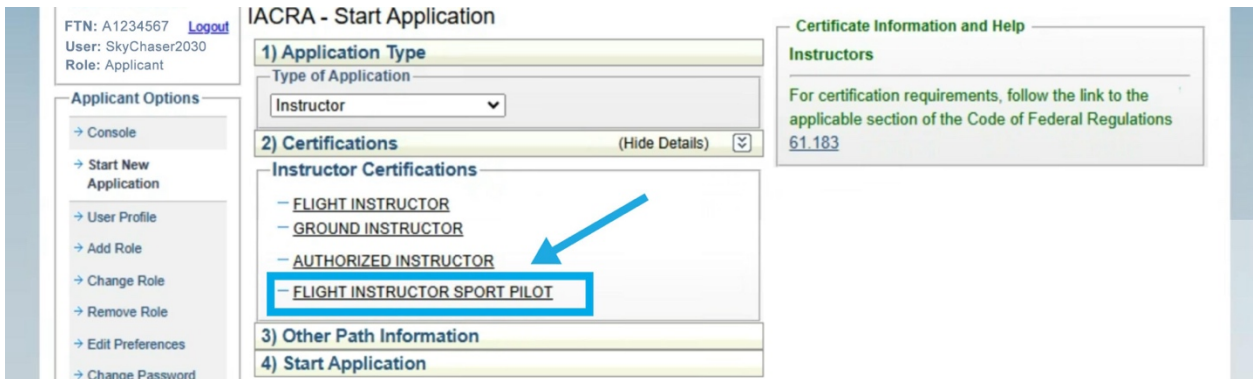 FTN: A1234567 Logout
User: SkyChaser2030
Role: Applicant
Applicant Options
Console
Start New
Application
User Profile
Add Role
Change Role
Remove Role
Edit Preferences
Change Password
IACRA - Start Application
1) Application Type
Type of Application
Instructor
2) Certifications (Hide Details)
Instructor Certifications
FLIGHT INSTRUCTOR
GROUND INSTRUCTOR
AUTHORIZED INSTRUCTOR
FLIGHT INSTRUCTOR SPORT PILOT
3) Other Path Information
4) Start Application
Certificate Information and Help
Instructors
For certification requirements, follow the link to the
applicable section of the Code of Federal Regulations
61.183